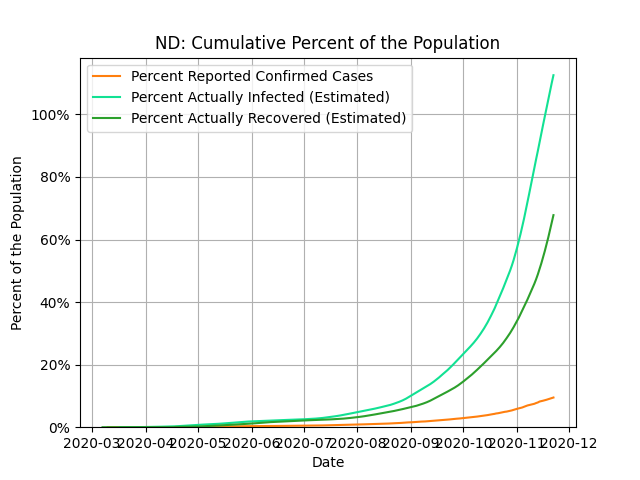 ND: Cumulative Percent of the Population
Percent Reported Confirmed Cases
Percent Actually Infected (Estimated)
Percent Actually Recovered (Estimated)
100%
80%
60%
40%
20%
0%
Percent of the Population
2020-03 2020-04 2020-05 2020-06 2020-07 2020-08 2020-09 2020-10 2020-11 2020-12
Date